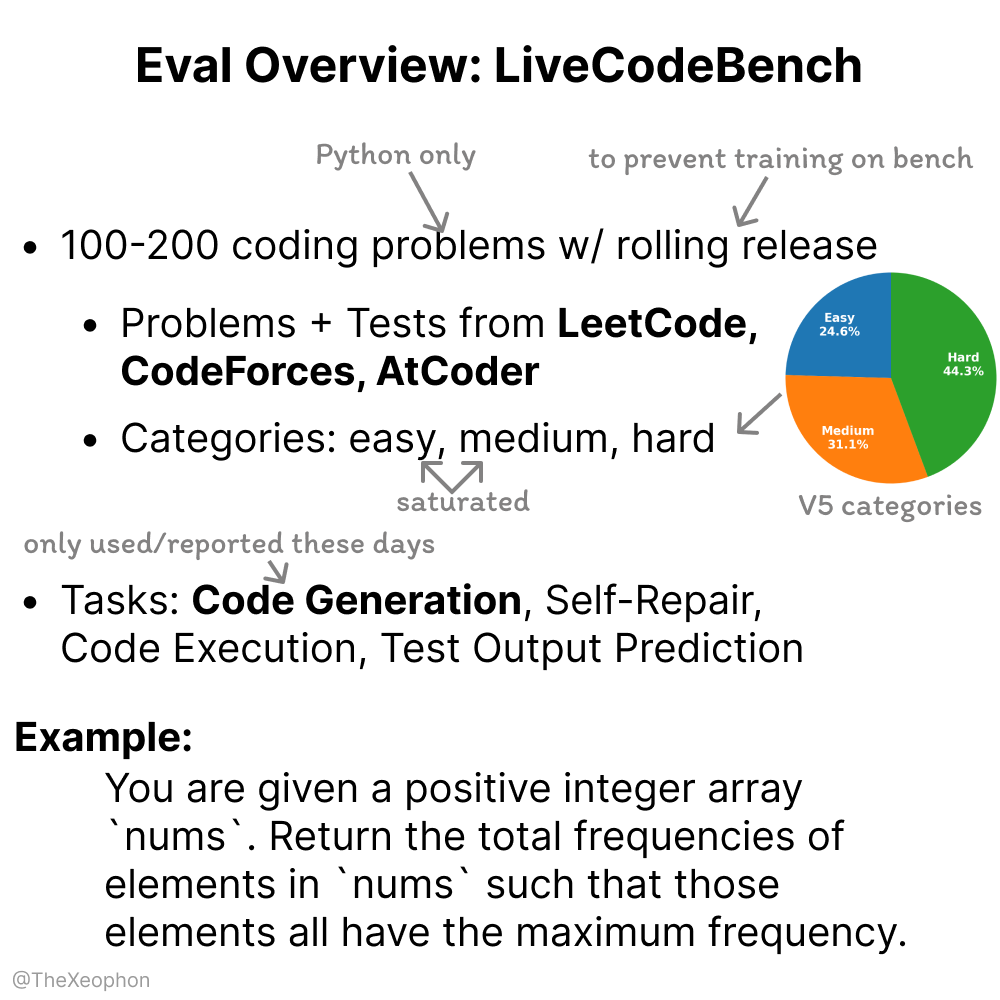 Eval Overview: LiveCodeBench
Python only
to prevent training on bench
• 100-200 coding problems w/ rolling release
• Problems + Tests from LeetCode,
CodeForces, AtCoder
• Categories: easy, medium, hard
saturated
Easy
24.6%
Hard
44.3%
Medium
31.1%
V5 categories
only used/reported these days
• Tasks: Code Generation, Self-Repair,
Code Execution, Test Output Prediction
Example:
You are given a positive integer array
`nums`. Return the total frequencies of
elements in `nums` such that those
elements all have the maximum frequency.
@TheXeophon